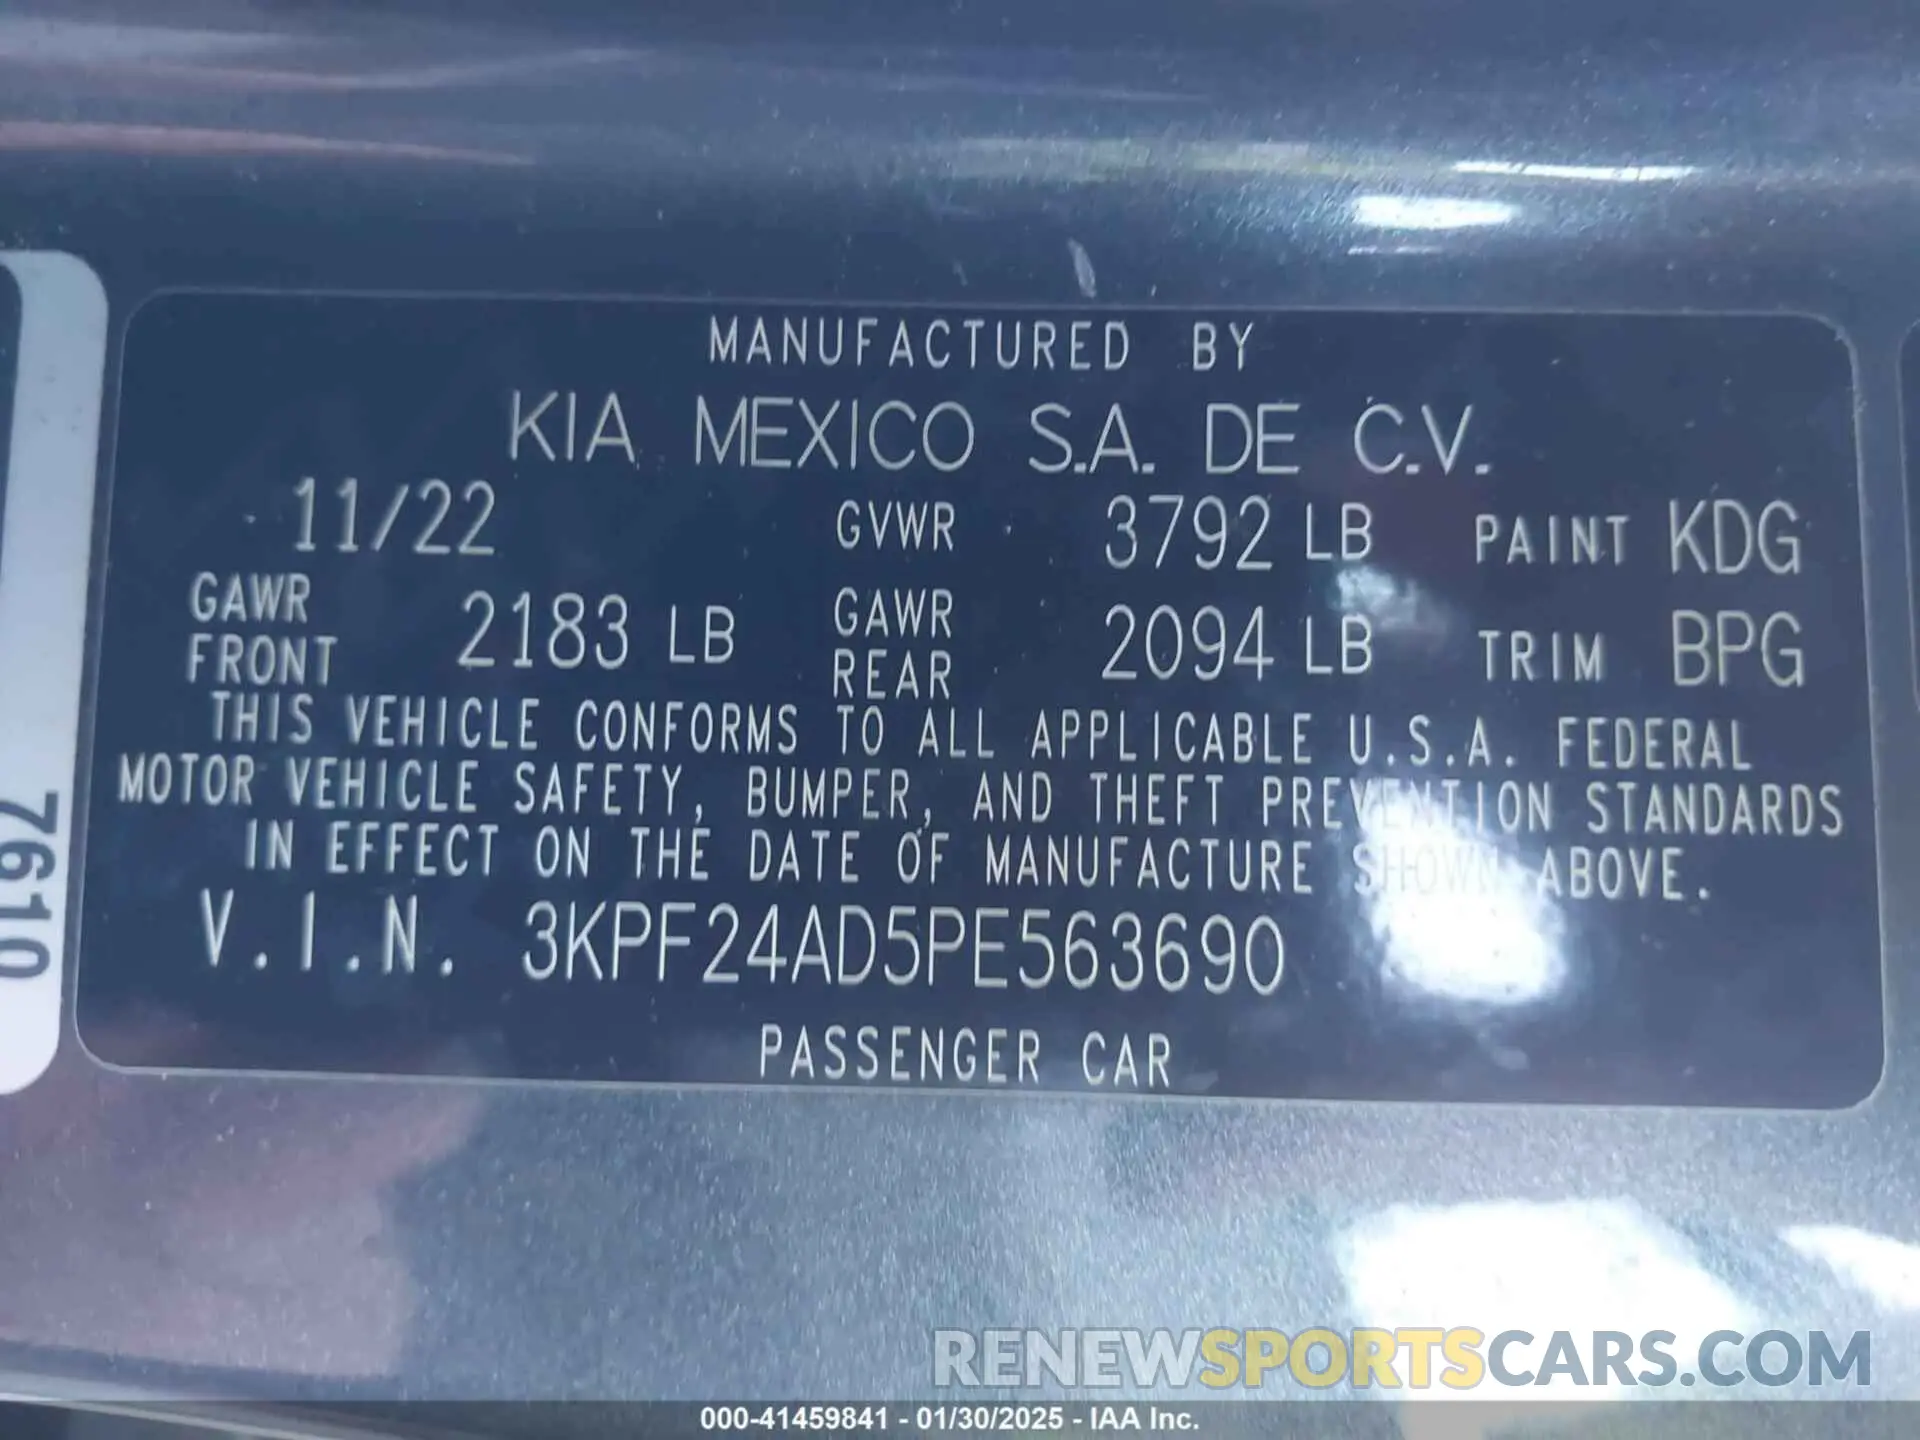 MANUFACTURED BY
KIA MEXICO S.A. DE C.V.
11/22 GVWR 3792 LB PAINT KDG
GAWR FRONT 2183 LB GAWR REAR 2094 LB TRIM BPG
THIS VEHICLE CONFORMS TO ALL APPLICABLE U.S.A. FEDERAL
MOTOR VEHICLE SAFETY, BUMPER, AND THEFT PREVENTION STANDARDS
IN EFFECT ON THE DATE OF MANUFACTURE SHOWN ABOVE.
V.I.N. 3KPF24AD5PE563690
PASSENGER CAR
7610
RENEWSPORTSCARS.COM
000-41459841 - 01/30/2025 - IAA Inc.